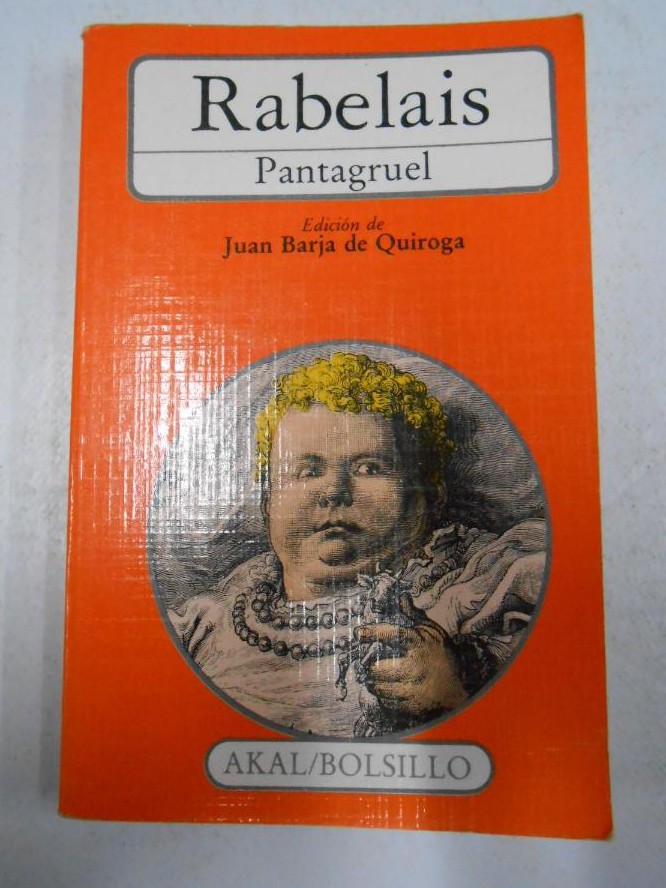 Rabelais
Pantagruel
Edición de
Juan Barja de Quiroga
AKAL/BOLSILLO